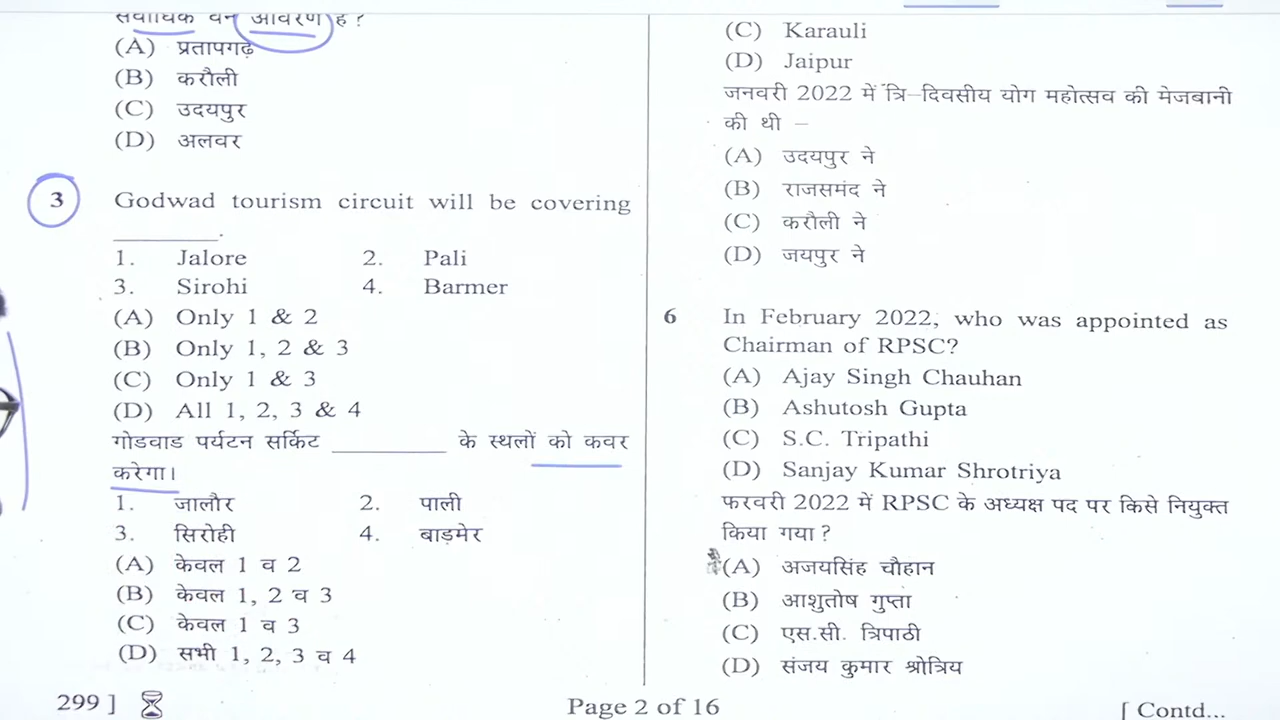 सर्वाधिक वन आवरण है ?
(A) प्रतापगढ़
(B) करौली
(C) उदयपुर
(D) अलवर
3 Godwad tourism circuit will be covering
________.
1. Jalore 2. Pali
3. Sirohi 4. Barmer
(A) Only 1 & 2
(B) Only 1, 2 & 3
(C) Only 1 & 3
(D) All 1, 2, 3 & 4
गोडवाड पर्यटन सर्किट ________ के स्थलों को कवर
करेगा।
1. जालौर 2. पाली
3. सिरोही 4. बाड़मेर
(A) केवल 1 व 2
(B) केवल 1, 2 व 3
(C) केवल 1 व 3
(D) सभी 1, 2, 3 व 4
(C) Karauli
(D) Jaipur
जनवरी 2022 में त्रि-दिवसीय योग महोत्सव की मेजबानी
की थी –
(A) उदयपुर ने
(B) राजसमंद ने
(C) करौली ने
(D) जयपुर ने
6 In February 2022, who was appointed as
Chairman of RPSC?
(A) Ajay Singh Chauhan
(B) Ashutosh Gupta
(C) S.C. Tripathi
(D) Sanjay Kumar Shrotriya
फरवरी 2022 में RPSC के अध्यक्ष पद पर किसे नियुक्त
किया गया ?
(A) अजयसिंह चौहान
(B) आशुतोष गुप्ता
(C) एस.सी. त्रिपाठी
(D) संजय कुमार श्रोत्रिय
299 ] Page 2 of 16 [ Contd...